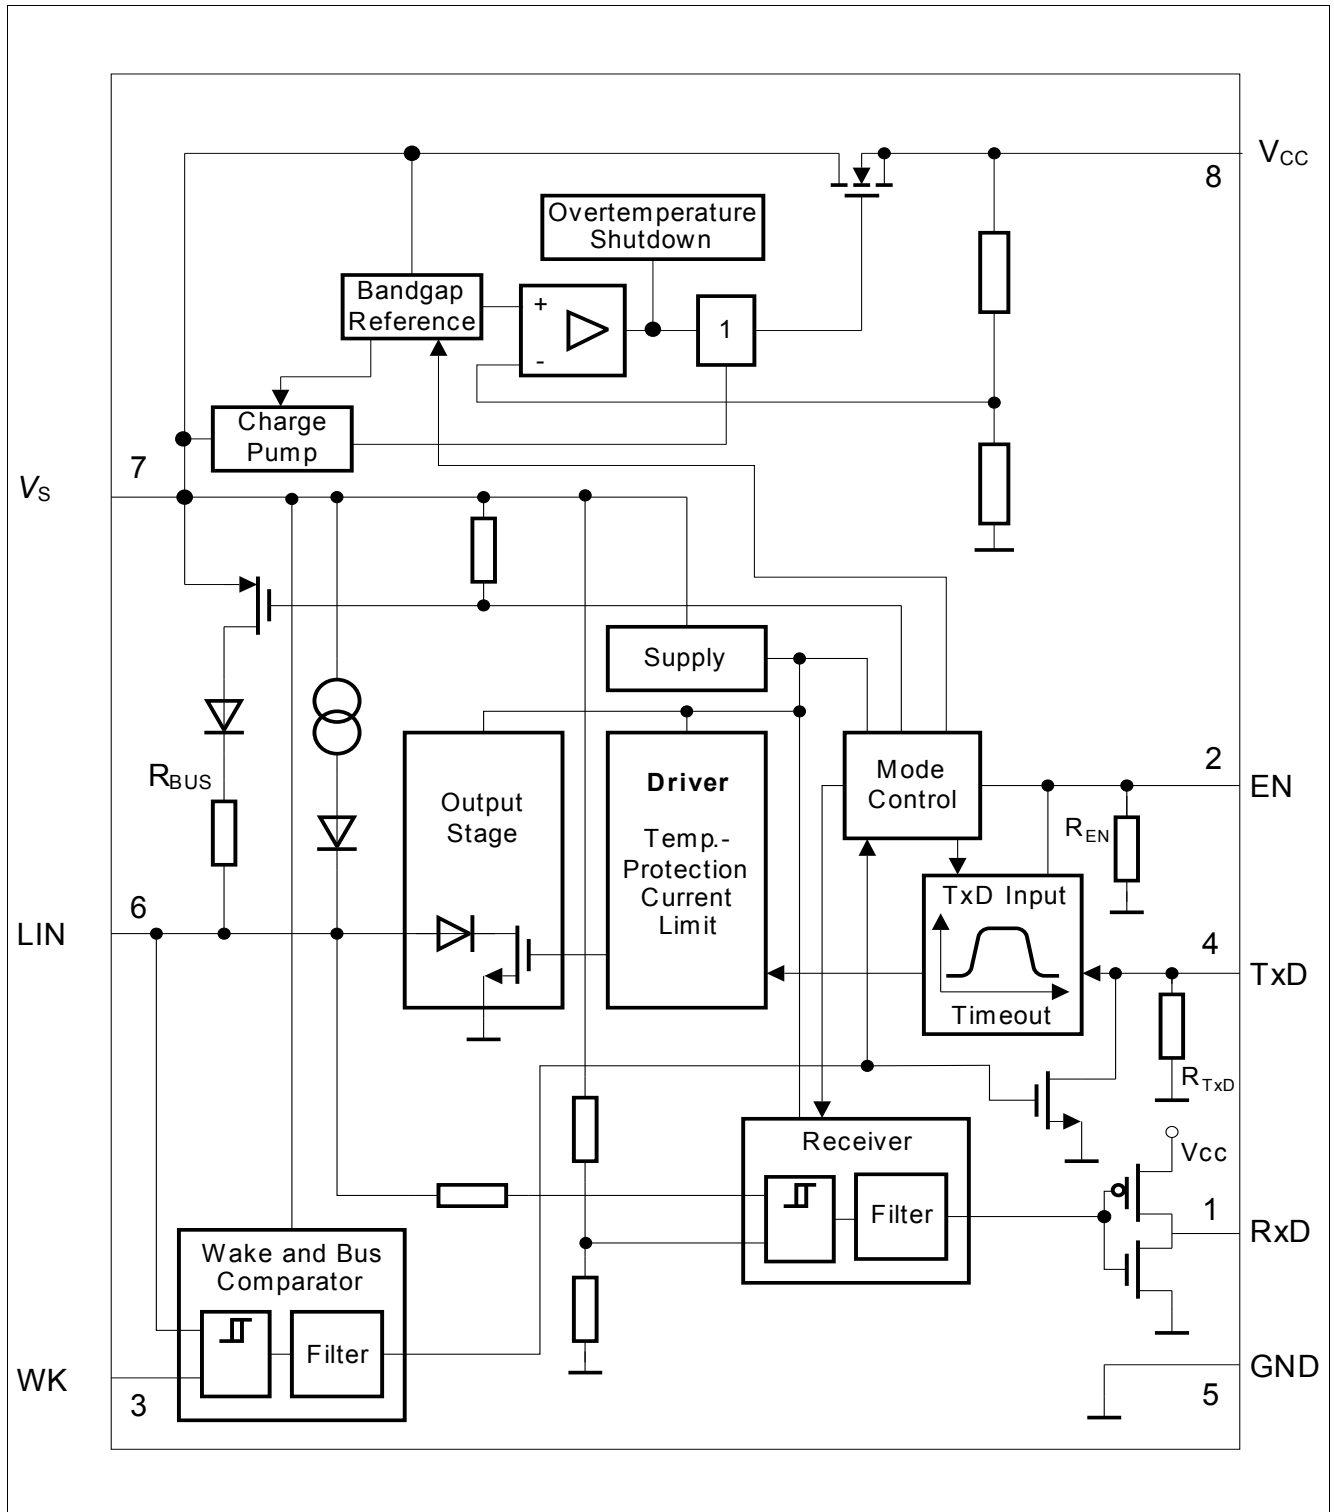 VCC
8
Overtemperature
Shutdown
Bandgap
Reference
+
-
1
Charge
Pump
7
VS
Supply
RBUS
Output
Stage
Driver
Temp.-
Protection
Current
Limit
Mode
Control
2
EN
REN
TxD Input
Timeout
6
LIN
4
TxD
RTxD
Receiver
Filter
Vcc
1
RxD
Wake and Bus
Comparator
Filter
WK
3
GND
5